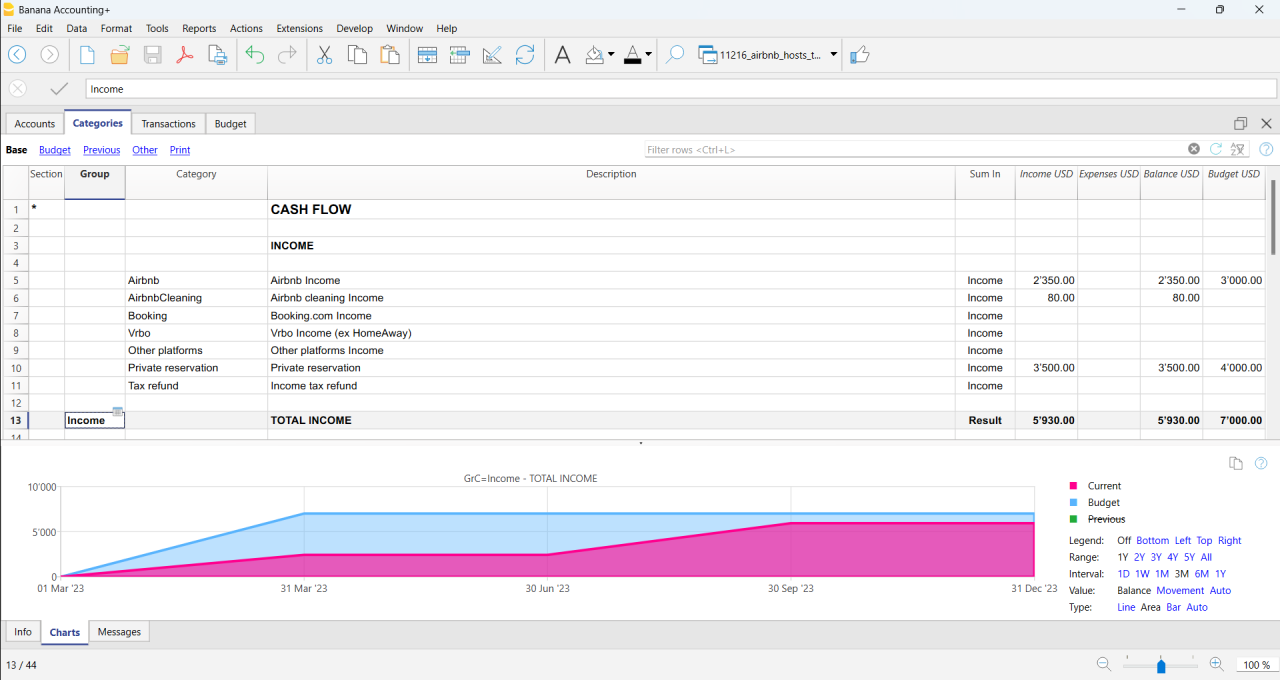 Banana Accounting+
File Edit Data Format Tools Reports Actions Extensions Develop Window Help
11216_airbnb_hosts_t...
Income
Accounts Categories Transactions Budget
Base Budget Previous Other Print Filter rows <Ctrl+L>
Section Group Category Description Sum In Income USD Expenses USD Balance USD Budget USD
1 * CASH FLOW
2
3 INCOME
4
5 Airbnb Airbnb Income Income 2'350.00 2'350.00 3'000.00
6 AirbnbCleaning Airbnb cleaning Income Income 80.00 80.00
7 Booking Booking.com Income Income
8 Vrbo Vrbo Income (ex HomeAway) Income
9 Other platforms Other platforms Income Income
10 Private reservation Private reservation Income 3'500.00 3'500.00 4'000.00
11 Tax refund Income tax refund Income
12
13 Income TOTAL INCOME Result 5'930.00 5'930.00 7'000.00
14
GrC=Income - TOTAL INCOME
10'000
5'000
0
01 Mar '23 31 Mar '23 30 Jun '23 30 Sep '23 31 Dec '23
Current
Budget
Previous
Legend: Off Bottom Left Top Right
Range: 1Y 2Y 3Y 4Y 5Y All
Interval: 1D 1W 1M 3M 6M 1Y
Value: Balance Movement Auto
Type: Line Area Bar Auto
Info Charts Messages
13 / 44 100 %